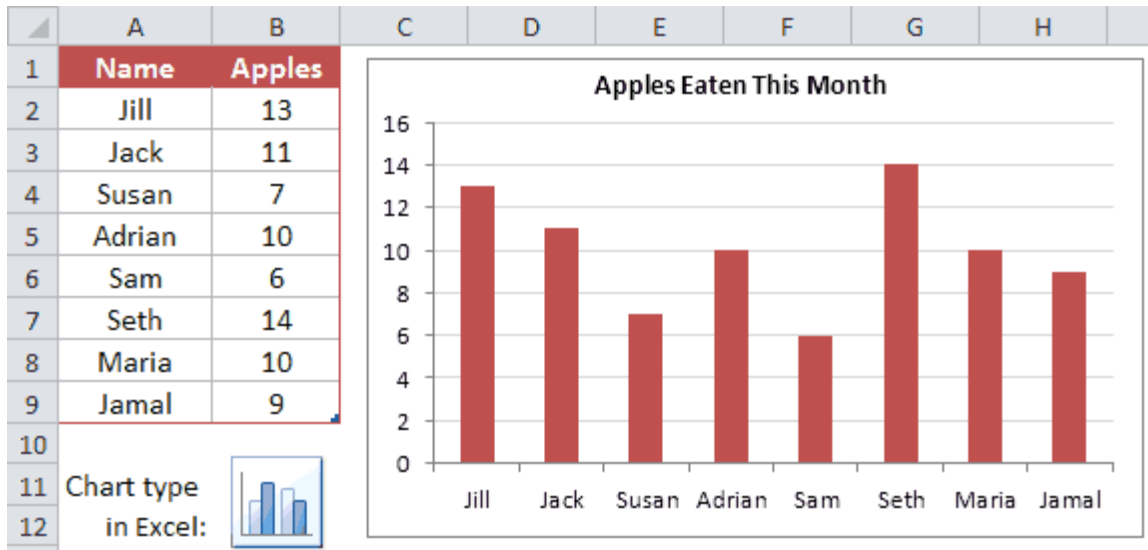 A B C D E F G H
1 Name Apples
2 Jill 13
3 Jack 11
4 Susan 7
5 Adrian 10
6 Sam 6
7 Seth 14
8 Maria 10
9 Jamal 9
10
11 Chart type
12 in Excel:
Apples Eaten This Month
16
14
12
10
8
6
4
2
0
Jill Jack Susan Adrian Sam Seth Maria Jamal